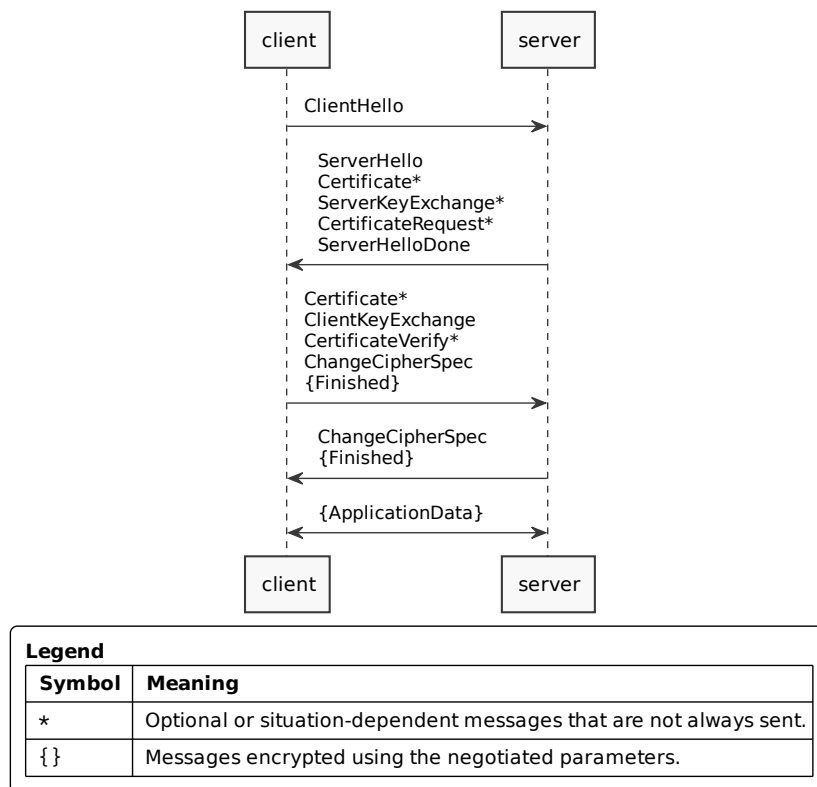 client server
ClientHello
ServerHello
Certificate*
ServerKeyExchange*
CertificateRequest*
ServerHelloDone
Certificate*
ClientKeyExchange
CertificateVerify*
ChangeCipherSpec
{Finished}
ChangeCipherSpec
{Finished}
{ApplicationData}
client server
Legend
Symbol Meaning
* Optional or situation-dependent messages that are not always sent.
{} Messages encrypted using the negotiated parameters.